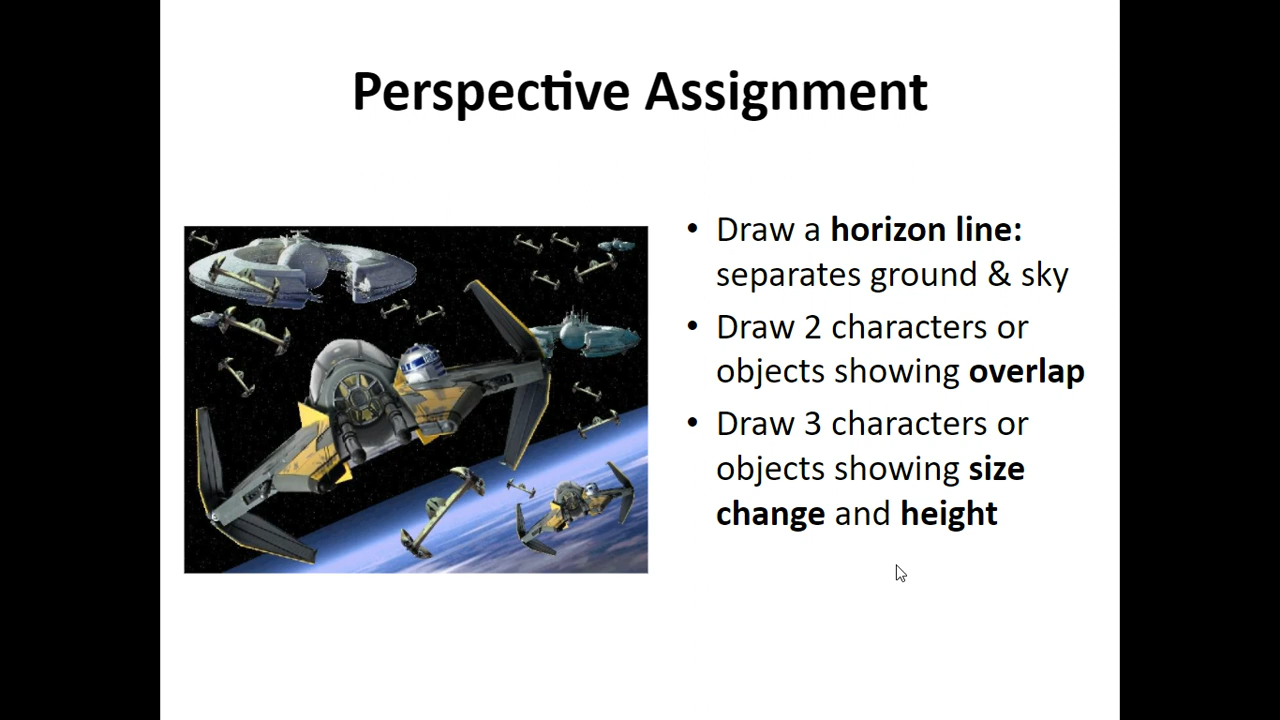 Perspective Assignment
• Draw a horizon line:
separates ground & sky
• Draw 2 characters or
objects showing overlap
• Draw 3 characters or
objects showing size
change and height